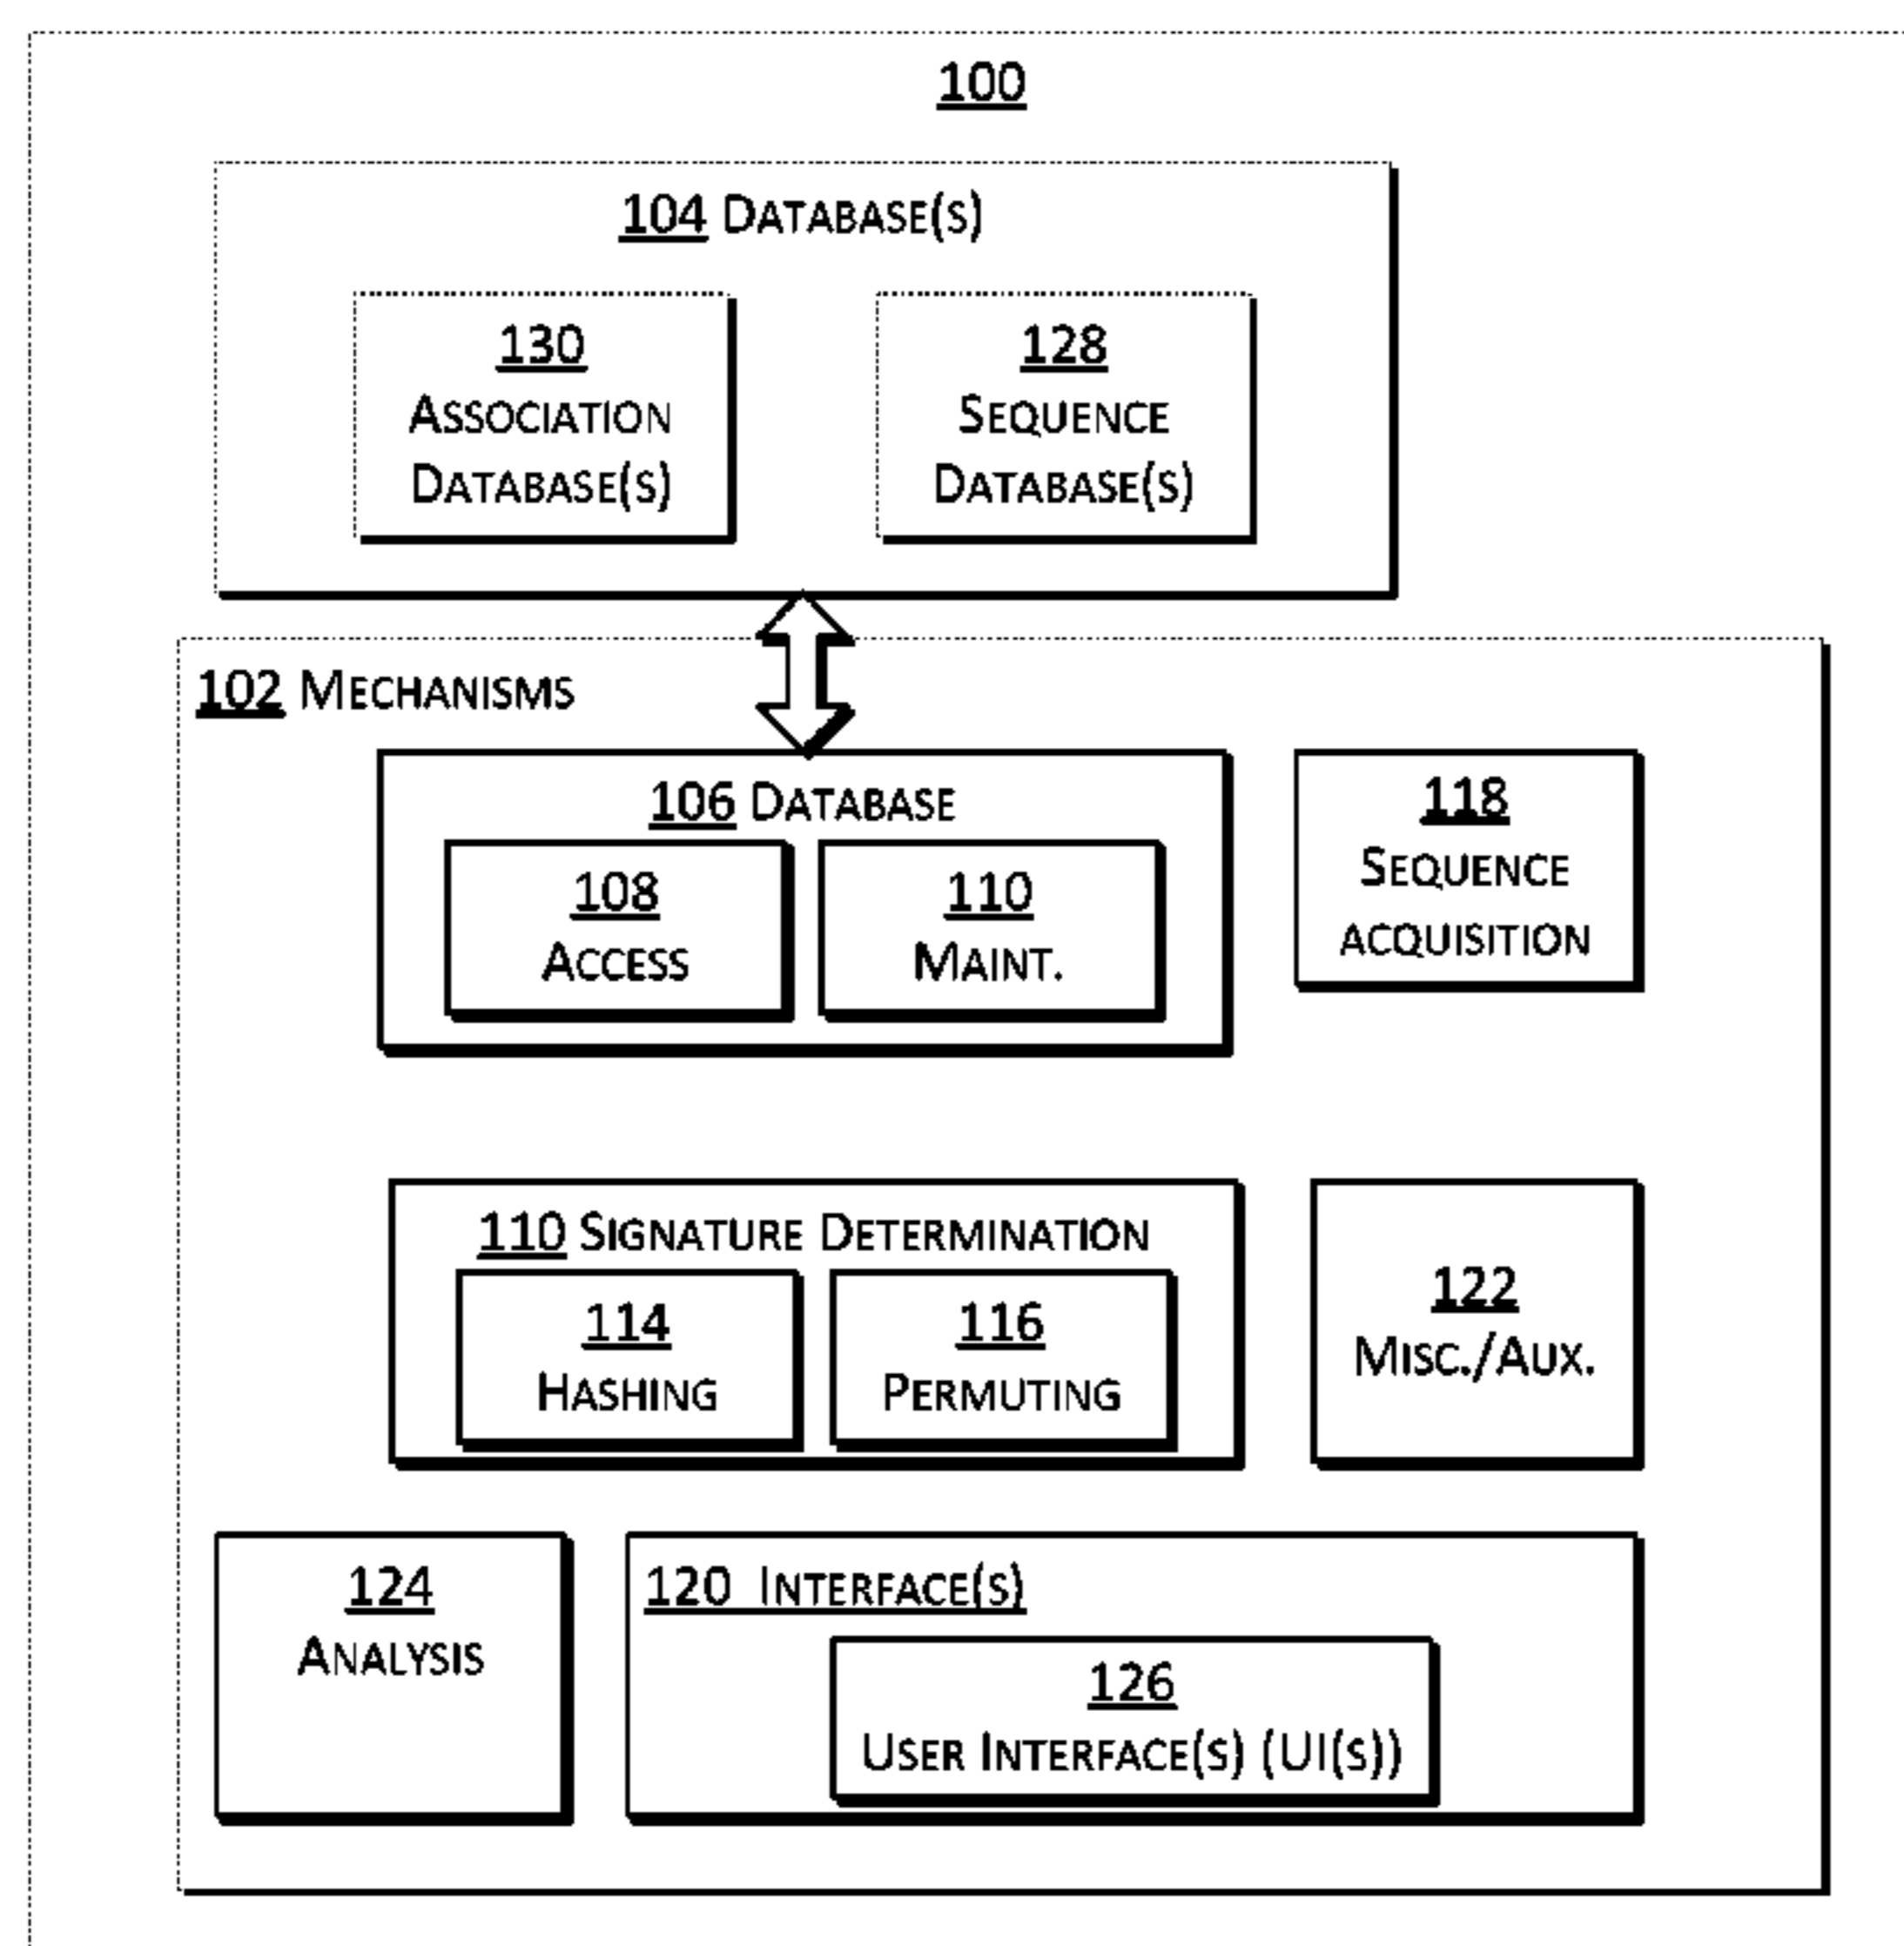 100
104 DATABASE(S)
130
ASSOCIATION
DATABASE(S)
128
SEQUENCE
DATABASE(S)
102 MECHANISMS
106 DATABASE
108
ACCESS
110
MAINT.
118
SEQUENCE
ACQUISITION
110 SIGNATURE DETERMINATION
114
HASHING
116
PERMUTING
122
MISC./AUX.
124
ANALYSIS
120 INTERFACE(S)
126
USER INTERFACE(S) (UI(S))